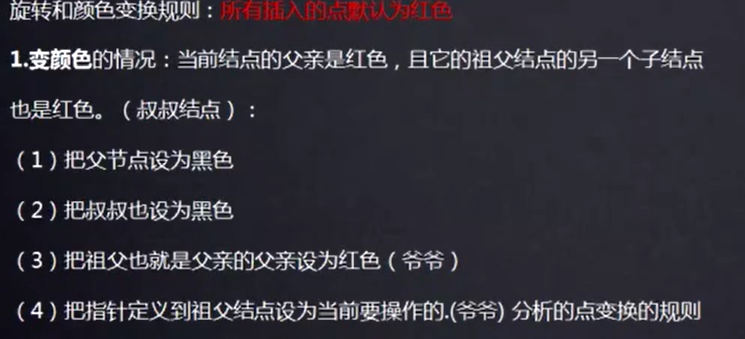 旋转和颜色变换规则：所有插入的点默认为红色
1.变颜色的情况：当前结点的父亲是红色，且它的祖父结点的另一个子结点
也是红色。（叔叔结点）：
（1）把父节点设为黑色
（2）把叔叔也设为黑色
（3）把祖父也就是父亲的父亲设为红色（爷爷）
（4）把指针定义到祖父结点设为当前要操作的.(爷爷) 分析的点变换的规则